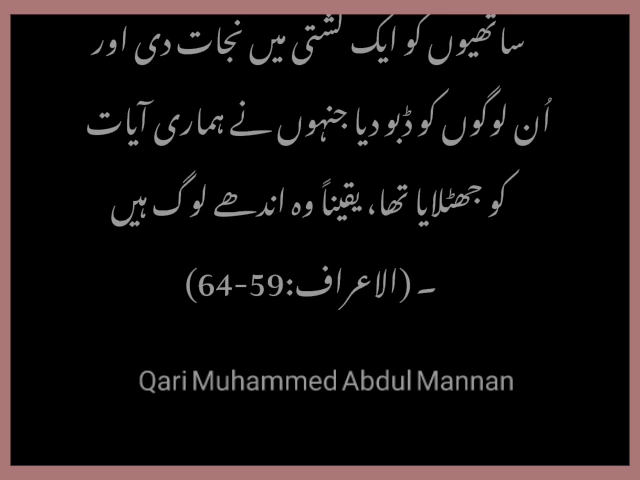 ساتھیوں کو ایک کشتی میں نجات دی اور
اُن لوگوں کو ڈبو دیا جنہوں نے ہماری آیات
کو جھٹلایا تھا، یقیناً وہ اندھے لوگ ہیں
۔ (الاعراف:59-64)
Qari Muhammed Abdul Mannan